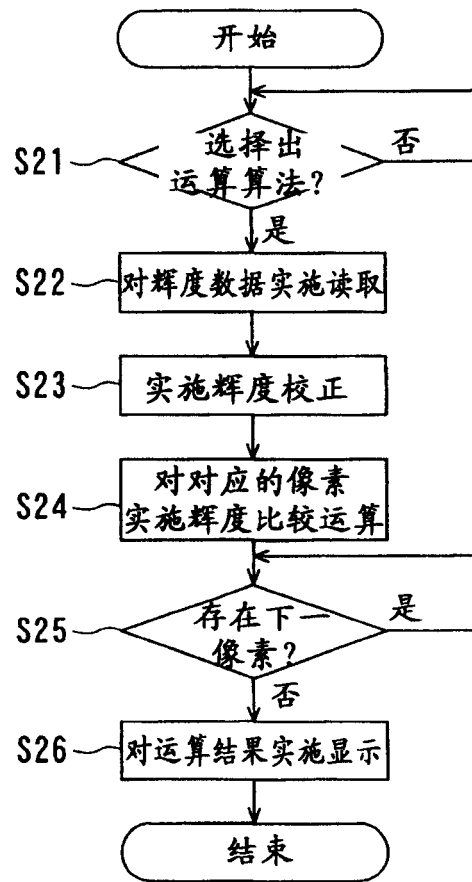 开始
S21
选择出
运算算法?
否
是
S22
对辉度数据实施读取
S23
实施辉度校正
S24
对对应的像素
实施辉度比较运算
S25
存在下一
像素?
是
否
S26
对运算结果实施显示
结束